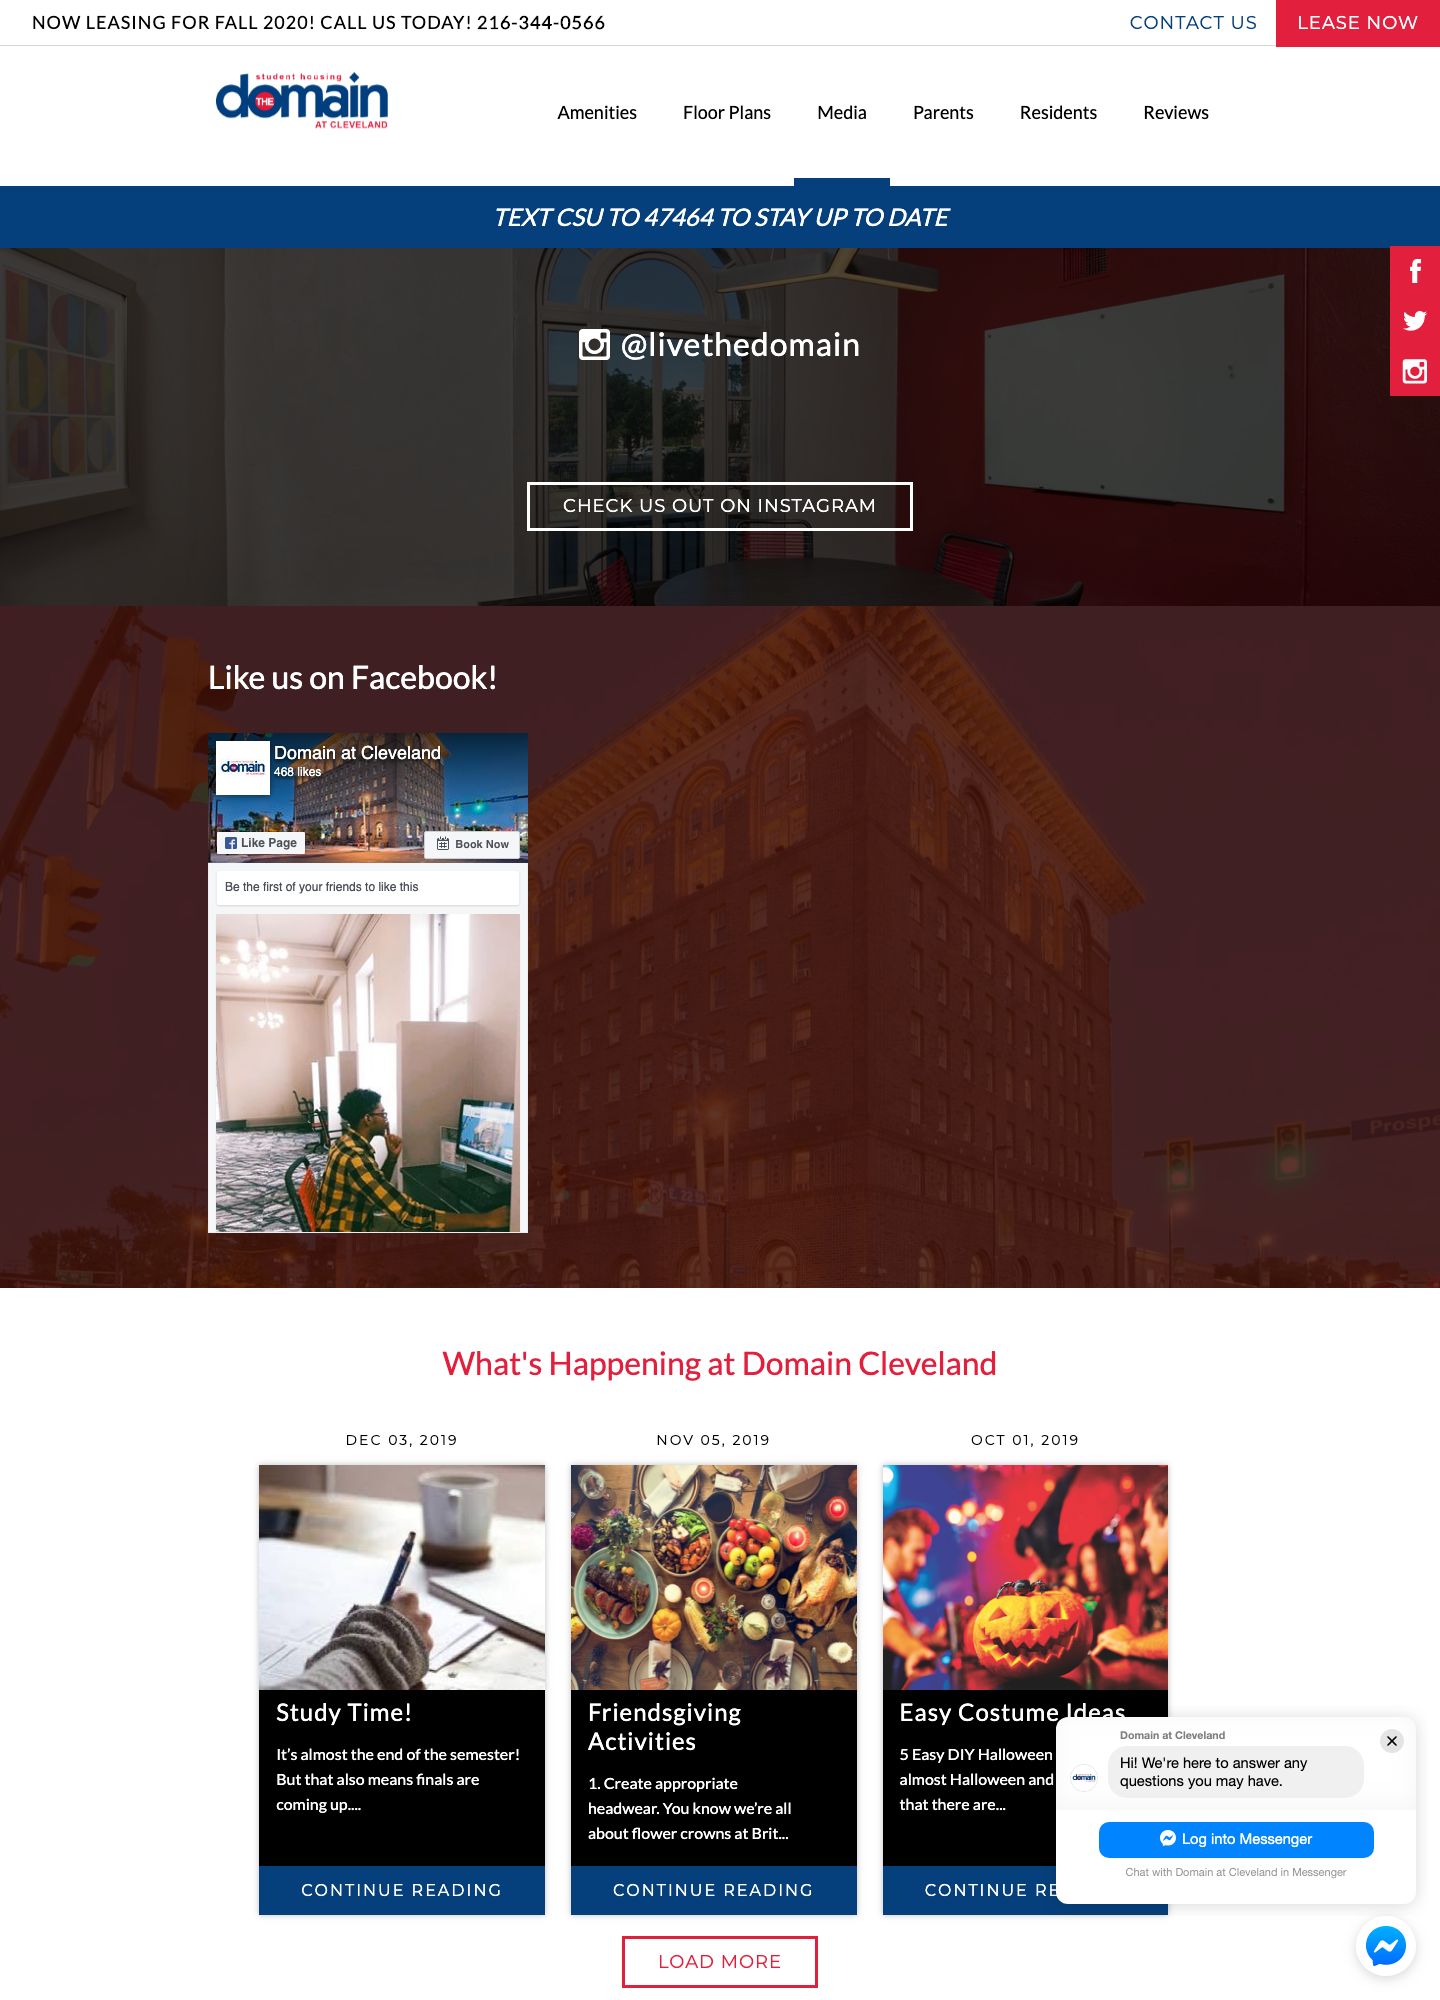 NOW LEASING FOR FALL 2020! CALL US TODAY! 216-344-0566
CONTACT US
LEASE NOW
student housing
THE
domain
AT CLEVELAND
Amenities
Floor Plans
Media
Parents
Residents
Reviews
TEXT CSU TO 47464 TO STAY UP TO DATE
@livethedomain
CHECK US OUT ON INSTAGRAM
Like us on Facebook!
domain
Domain at Cleveland
468 likes
Like Page
Book Now
Be the first of your friends to like this
Prospe
E. 22
What's Happening at Domain Cleveland
DEC 03, 2019
NOV 05, 2019
OCT 01, 2019
Study Time!
It’s almost the end of the semester!
But that also means finals are
coming up....
CONTINUE READING
Friendsgiving
Activities
1. Create appropriate
headwear. You know we’re all
about flower crowns at Brit...
CONTINUE READING
Easy Costume Ideas
5 Easy DIY Halloween
almost Halloween and
that there are...
CONTINUE RE
Domain at Cleveland
domain
Hi! We're here to answer any
questions you may have.
Log into Messenger
Chat with Domain at Cleveland in Messenger
LOAD MORE